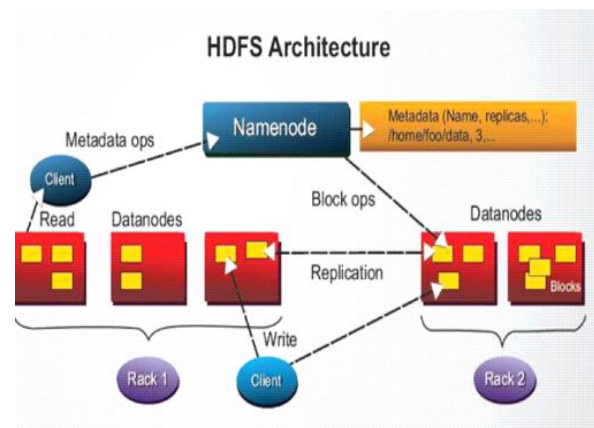 HDFS Architecture
Namenode
Metadata (Name, replicas,...):
/home/foo/data, 3,...
Metadata ops
Client
Block ops
Read
Datanodes
Datanodes
Replication
Blocks
Write
Rack 1
Client
Rack 2